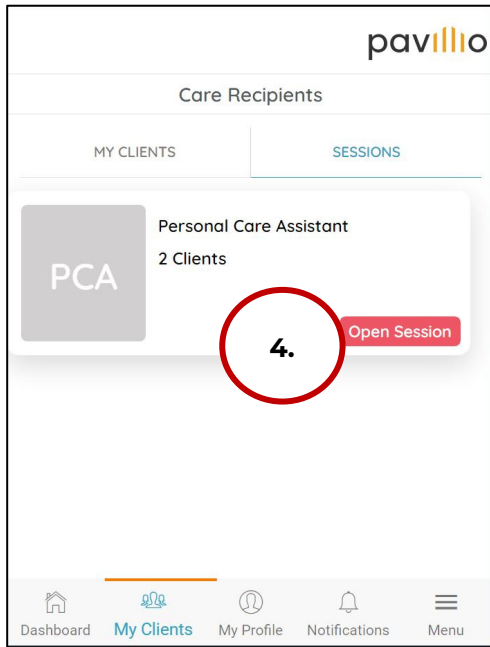 pavillio
Care Recipients
MY CLIENTS SESSIONS
PCA
Personal Care Assistant
2 Clients
4.
Open Session
Dashboard My Clients My Profile Notifications Menu